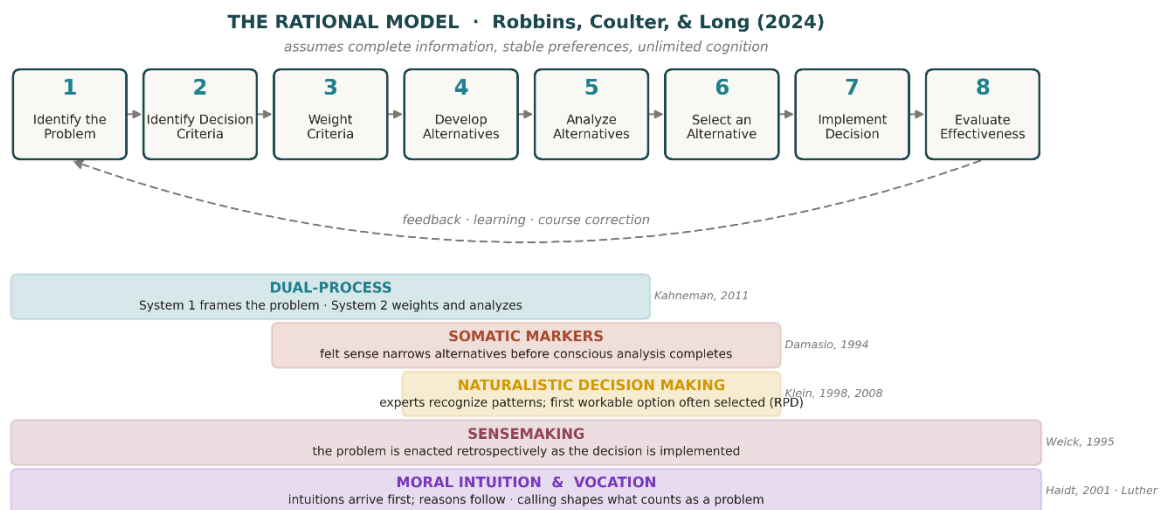 THE RATIONAL MODEL · Robbins, Coulter, & Long (2024)
assumes complete information, stable preferences, unlimited cognition
1
Identify the
Problem
2
Identify Decision
Criteria
3
Weight
Criteria
4
Develop
Alternatives
5
Analyze
Alternatives
6
Select an
Alternative
7
Implement
Decision
8
Evaluate
Effectiveness
feedback · learning · course correction
DUAL-PROCESS
System 1 frames the problem · System 2 weights and analyzes
Kahneman, 2011
SOMATIC MARKERS
felt sense narrows alternatives before conscious analysis completes
Damasio, 1994
NATURALISTIC DECISION MAKING
experts recognize patterns; first workable option often selected (RPD)
Klein, 1998, 2008
SENSEMAKING
the problem is enacted retrospectively as the decision is implemented
Weick, 1995
MORAL INTUITION & VOCATION
intuitions arrive first; reasons follow · calling shapes what counts as a problem
Haidt, 2001 · Luther